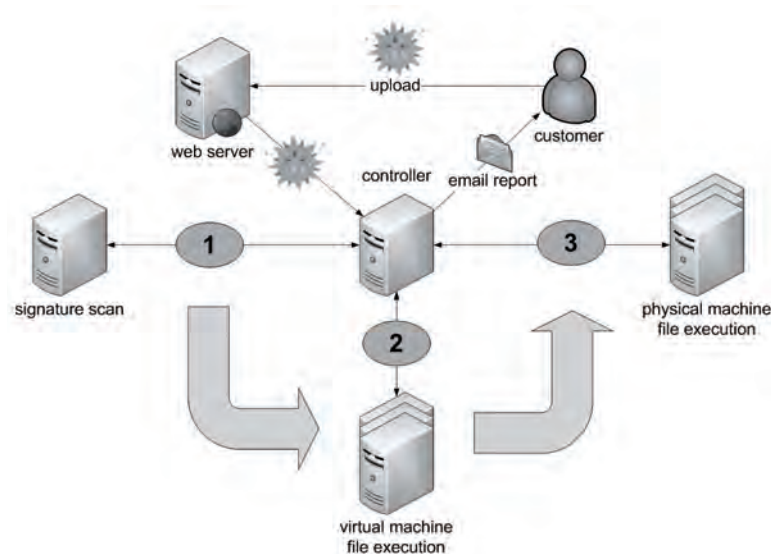 upload
web server
customer
controller
email report
1
3
signature scan
physical machine
file execution
2
virtual machine
file execution